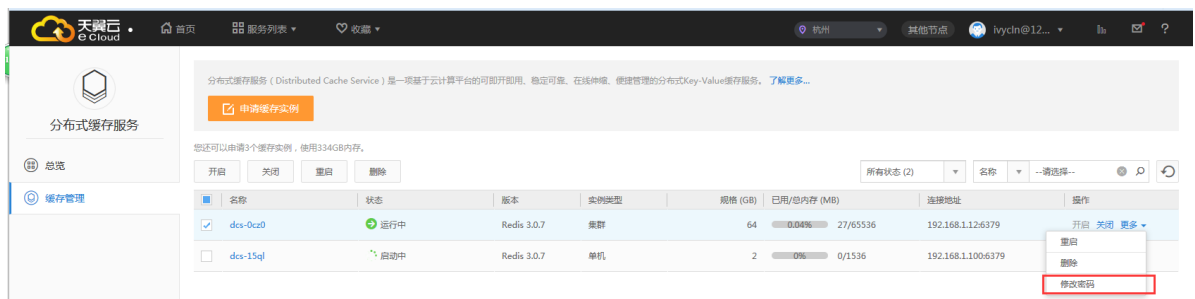 天翼云
e Cloud
首页
服务列表
收藏
杭州
其他节点
ivycln@12...
?
分布式缓存服务
总览
缓存管理
分布式缓存服务（Distributed Cache Service）是一项基于云计算平台的可即开即用、稳定可靠、在线伸缩、便捷管理的分布式Key-Value缓存服务。 了解更多...
申请缓存实例
您还可以申请3个缓存实例，使用334GB内存。
开启 关闭 重启 删除
所有状态 (2) 名称 --请选择--
名称 状态 版本 实例类型 规格 (GB) 已用/总内存 (MB) 连接地址 操作
dcs-0cz0 运行中 Redis 3.0.7 集群 64 0.04% 27/65536 192.168.1.12:6379 开启 关闭 更多
dcs-15ql 启动中 Redis 3.0.7 单机 2 0% 0/1536 192.168.1.100:6379
重启
删除
修改密码